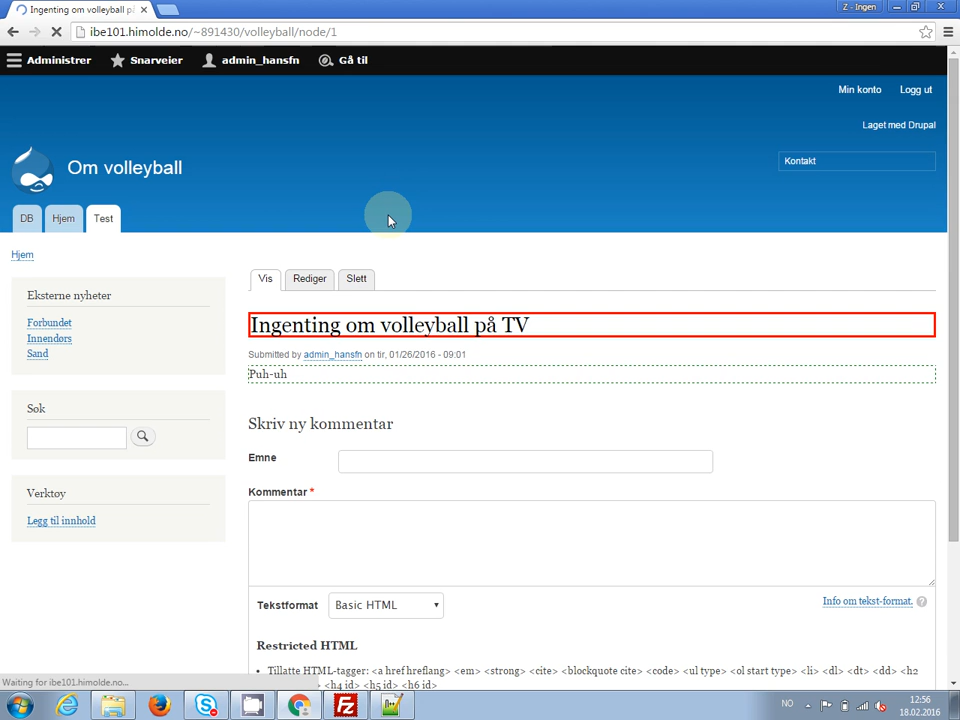 Ingenting om volleyball p
Z - Ingen
ibe101.himolde.no/~891430/volleyball/node/1
Administrer Snarveier admin_hansfn Gå til
Min konto Logg ut
Laget med Drupal
Om volleyball
Kontakt
DB Hjem Test
Hjem
Vis Rediger Slett
Eksterne nyheter
Forbundet
Innendørs
Sand
Ingenting om volleyball på TV
Submitted by admin_hansfn on tir, 01/26/2016 - 09:01
Puh-uh
Søk
Skriv ny kommentar
Emne
Kommentar *
Verktøy
Legg til innhold
Tekstformat Basic HTML
Info om tekst-format. ?
Restricted HTML
• Tillatte HTML-tagger: <a href hreflang> <em> <strong> <cite> <blockquote cite> <code> <ul type> <ol start type> <li> <dl> <dt> <dd> <h2
<h4 id> <h5 id> <h6 id>
Waiting for ibe101.himolde.no...
NO
12:56
18.02.2016